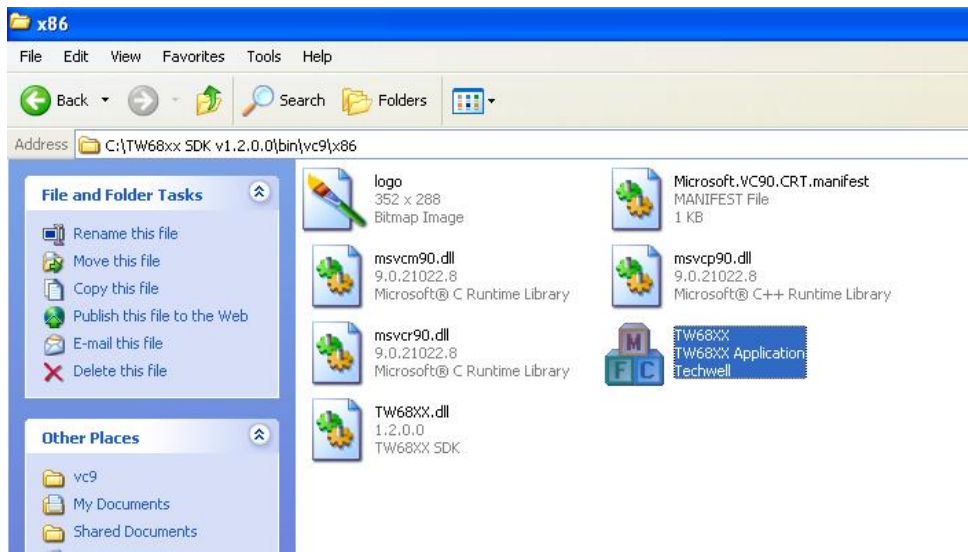 x86
File Edit View Favorites Tools Help
Back Search Folders
Address C:\TW68xx SDK v1.2.0.0\bin\vc9\x86
File and Folder Tasks
Rename this file
Move this file
Copy this file
Publish this file to the Web
E-mail this file
Delete this file
Other Places
vc9
My Documents
Shared Documents
logo
352 x 288
Bitmap Image
Microsoft.VC90.CRT.manifest
MANIFEST File
1 KB
msvcm90.dll
9.0.21022.8
Microsoft® C Runtime Library
msvcp90.dll
9.0.21022.8
Microsoft® C++ Runtime Library
msvcr90.dll
9.0.21022.8
Microsoft® C Runtime Library
M
F C
TW68XX
TW68XX Application
Techwell
TW68XX.dll
1.2.0.0
TW68XX SDK